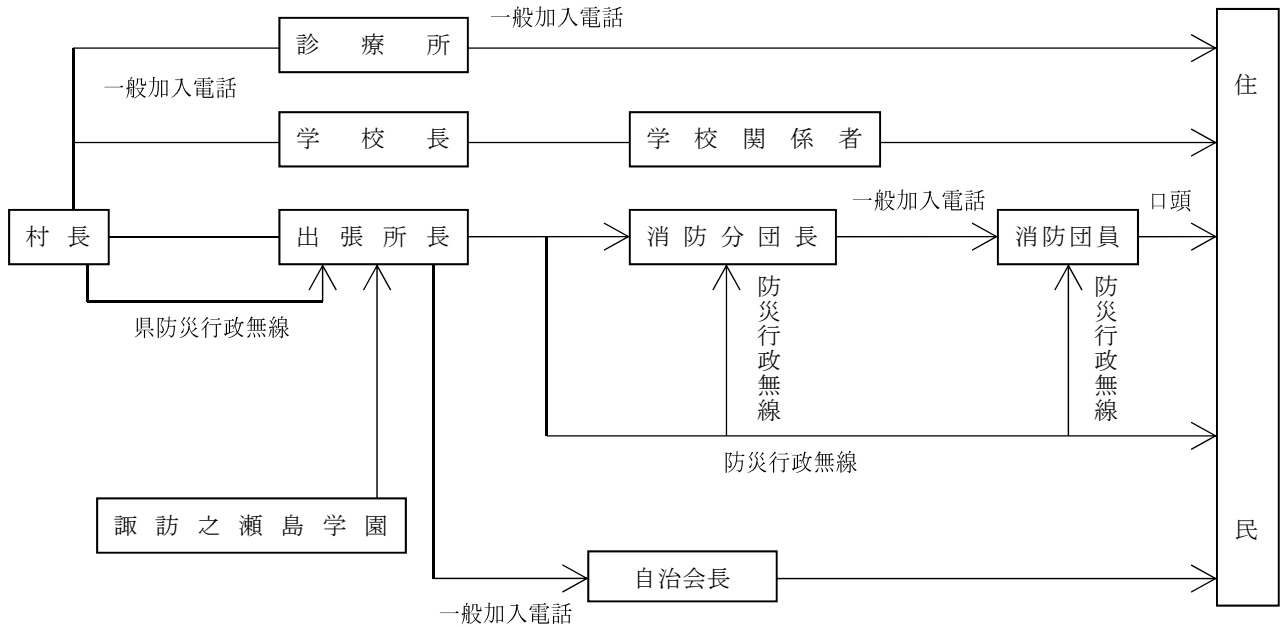 一般加入電話
診療所
住民
一般加入電話
学校長
学校関係者
一般加入電話
口頭
村長
出張所長
消防分団長
消防団員
防災行政無線
防災行政無線
県防災行政無線
防災行政無線
諏訪之瀬島学園
自治会長
一般加入電話